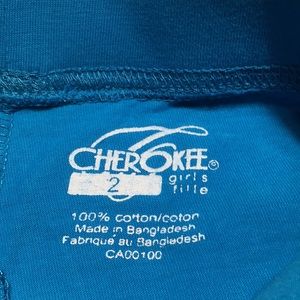 CHEROKEE®
2
girls
fille
100% cotton/coton
Made in Bangladesh
Fabriqué au Bangladesh
CA00100